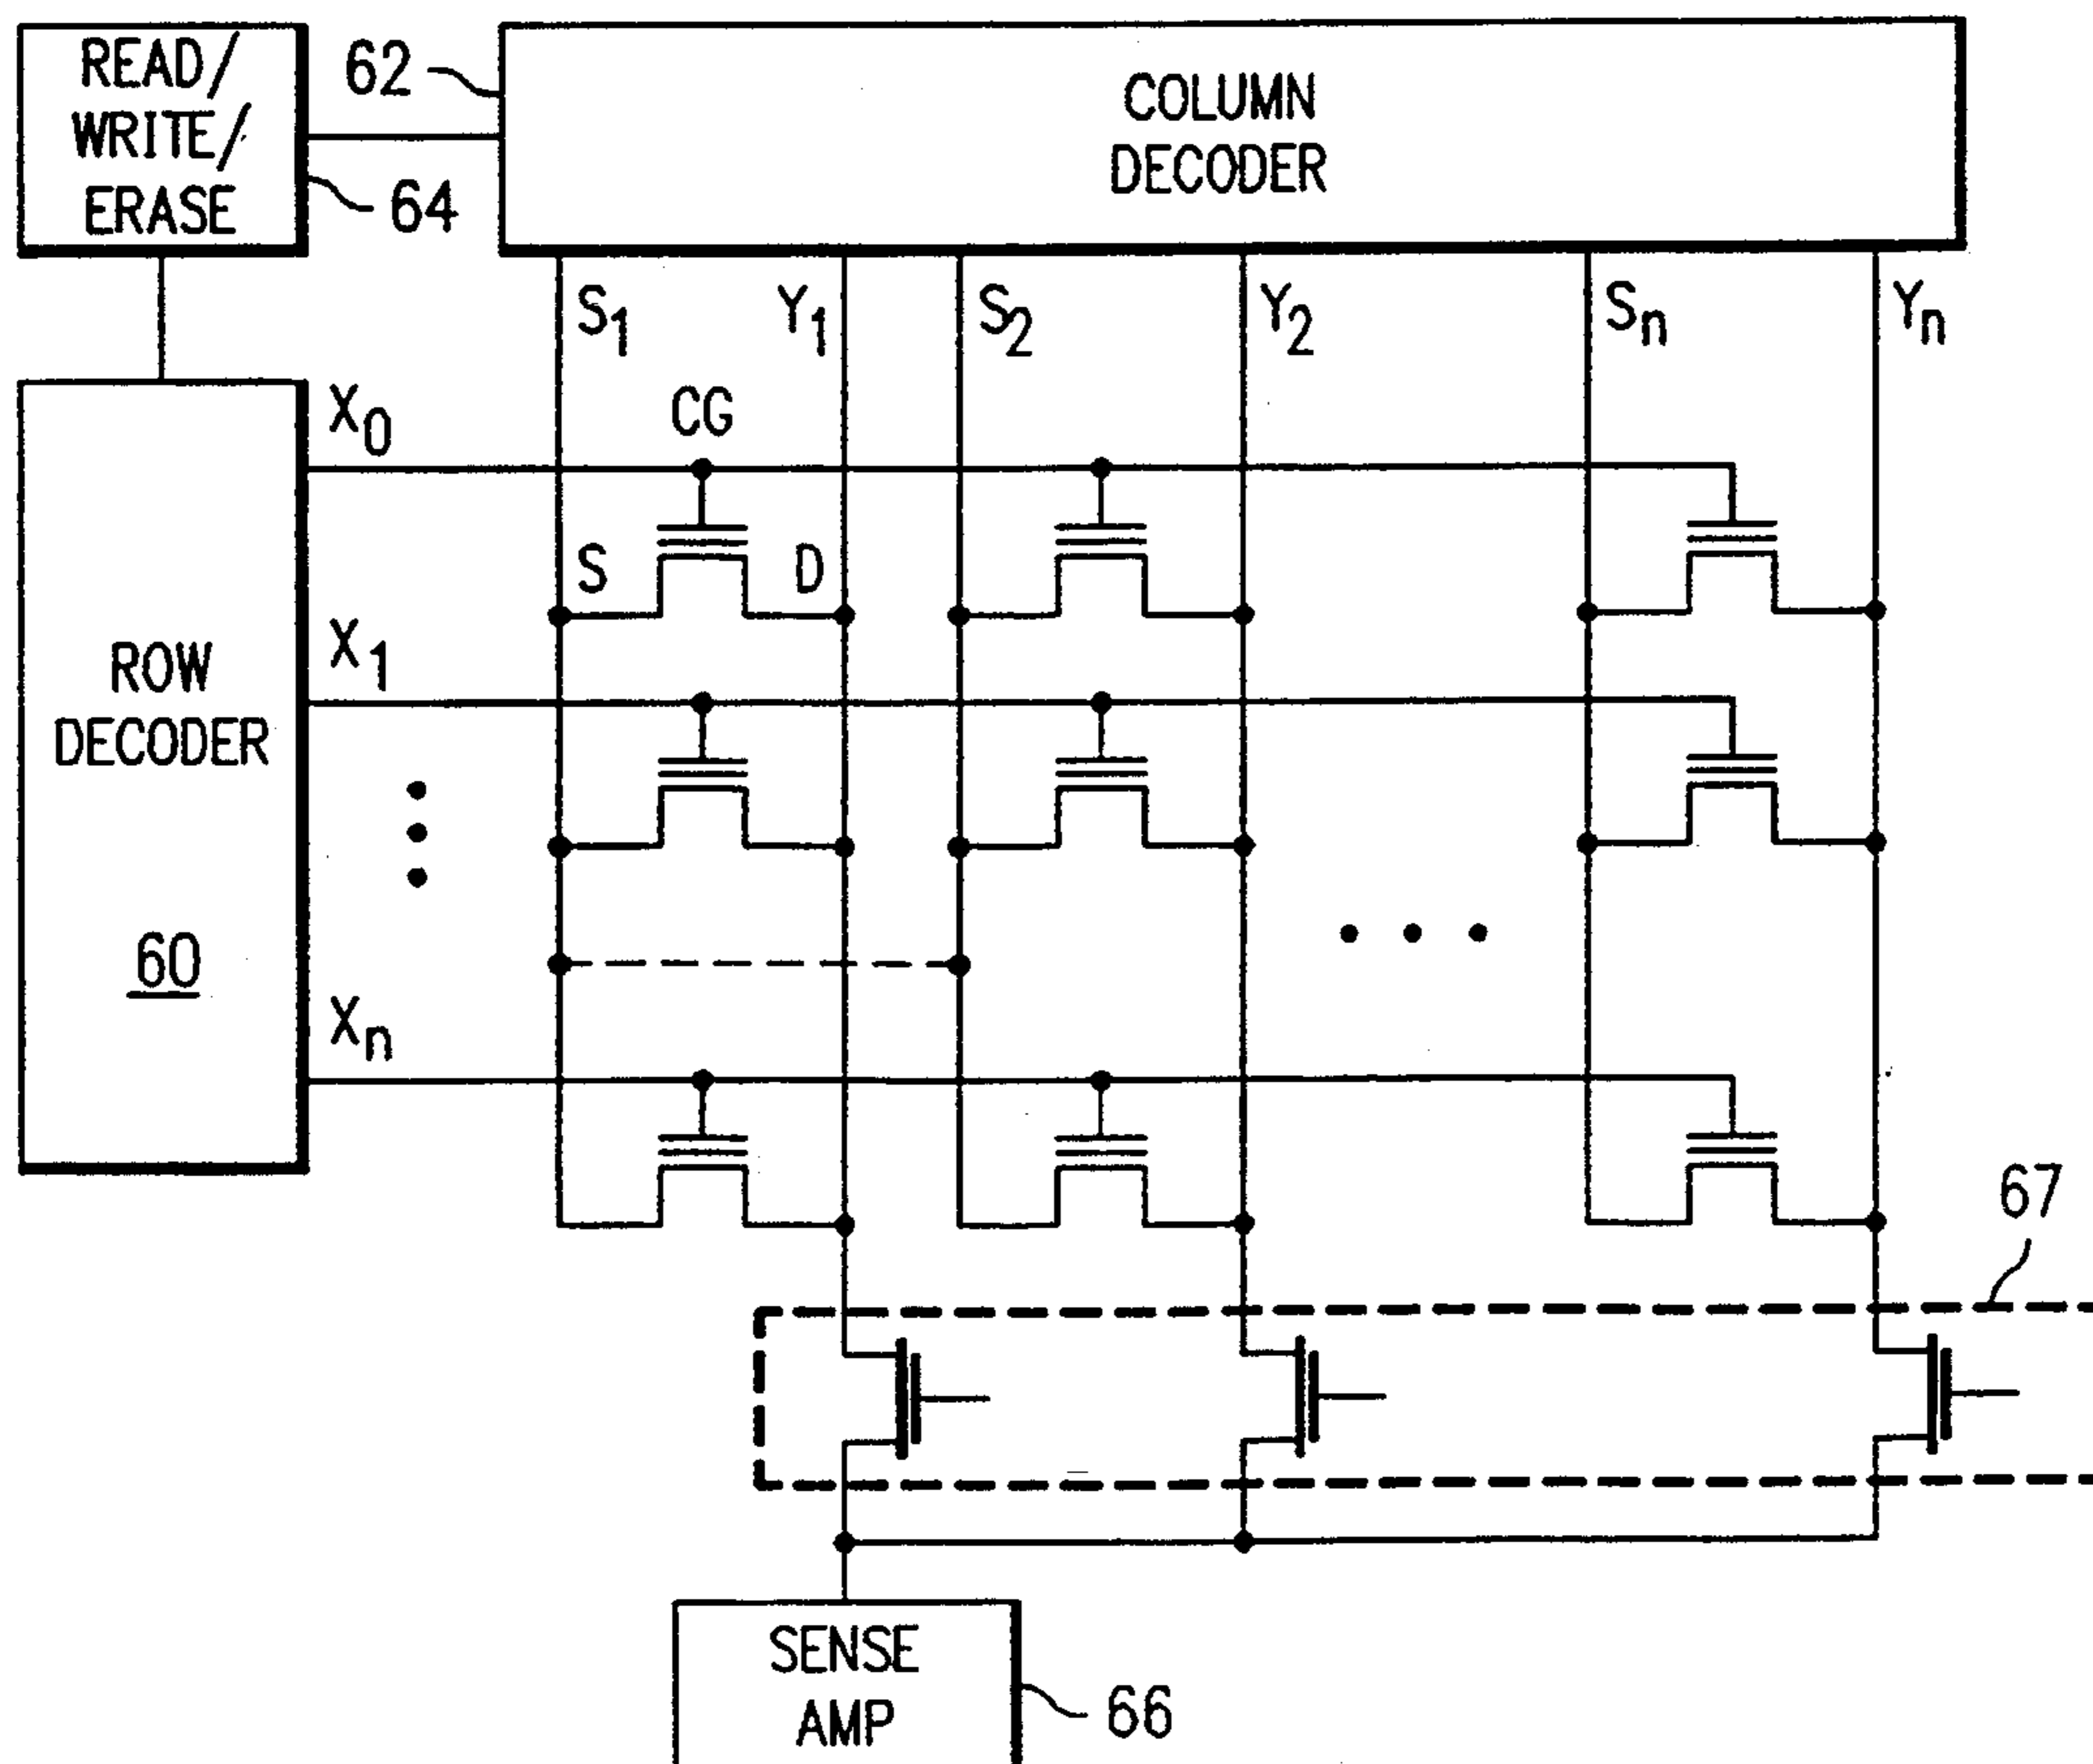 READ/
WRITE/
ERASE
62
64
COLUMN
DECODER
S1 Y1 S2 Y2 Sn Yn
X0
CG
S D
X1
ROW
DECODER
60
Xn
67
SENSE
AMP
66